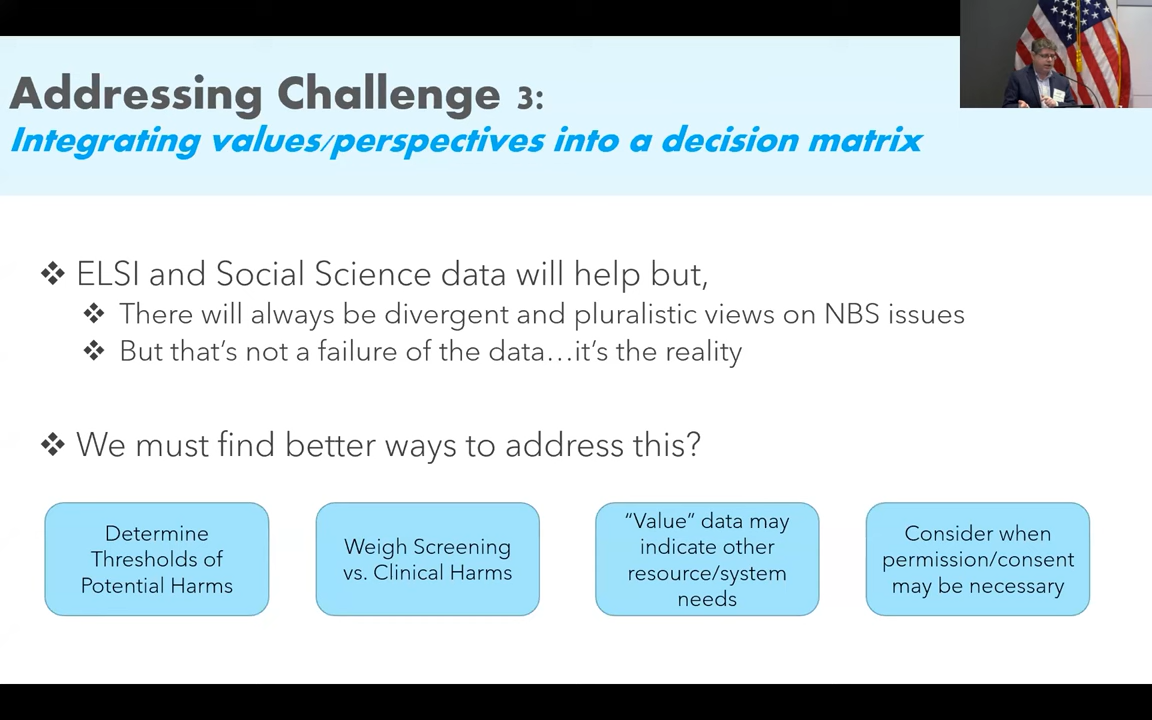 Addressing Challenge 3:
Integrating values/perspectives into a decision matrix
❖ ELSI and Social Science data will help but,
❖ There will always be divergent and pluralistic views on NBS issues
❖ But that's not a failure of the data...it's the reality
❖ We must find better ways to address this?
Determine
Thresholds of
Potential Harms
Weigh Screening
vs. Clinical Harms
“Value” data may
indicate other
resource/system
needs
Consider when
permission/consent
may be necessary